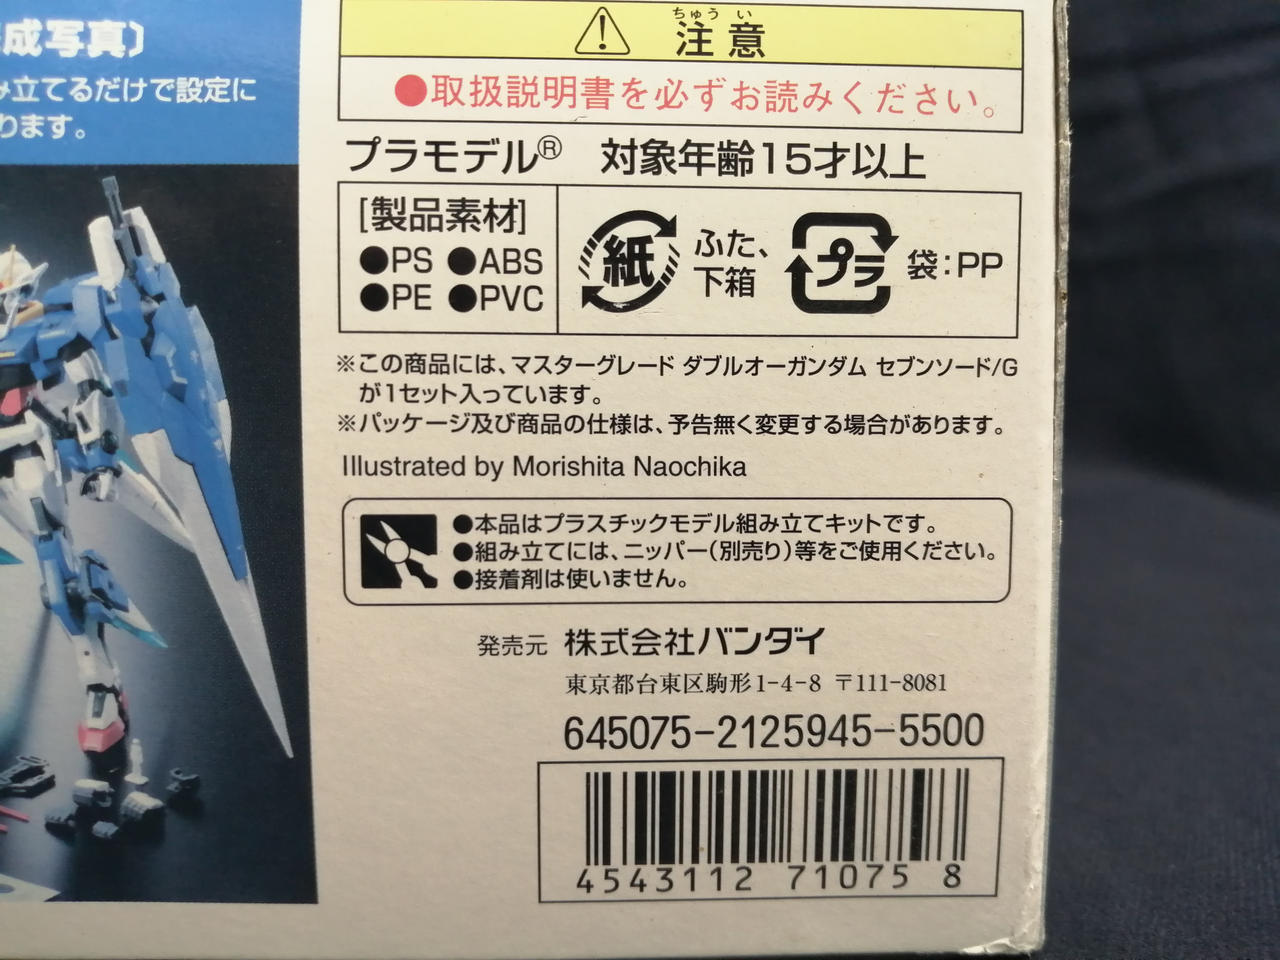 成写真〕
み立てるだけで設定に
ります。
ちゅうい
注意
●取扱説明書を必ずお読みください。
プラモデル® 対象年齢15才以上
[製品素材]
●PS ●ABS
●PE ●PVC
紙
ふた、
下箱
プラ
袋:PP
※この商品には、マスターグレード ダブルオーガンダム セブンソード/G
が1セット入っています。
※パッケージ及び商品の仕様は、予告無く変更する場合があります。
Illustrated by Morishita Naochika
●本品はプラスチックモデル組み立てキットです。
●組み立てには、ニッパー(別売り)等をご使用ください。
●接着剤は使いません。
発売元 株式会社バンダイ
東京都台東区駒形1-4-8 〒111-8081
645075-2125945-5500
4543112 71075 8